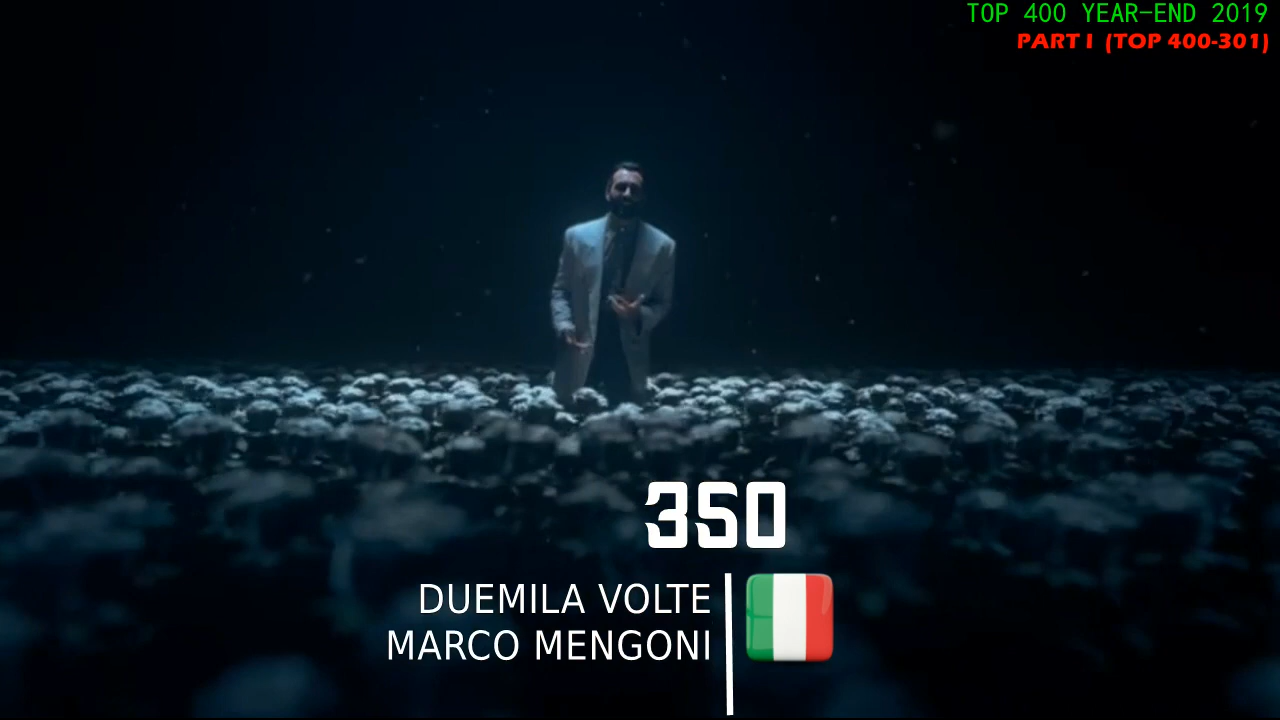 TOP 400 YEAR-END 2019
PART I (TOP 400-301)
350
DUEMILA VOLTE
MARCO MENGONI